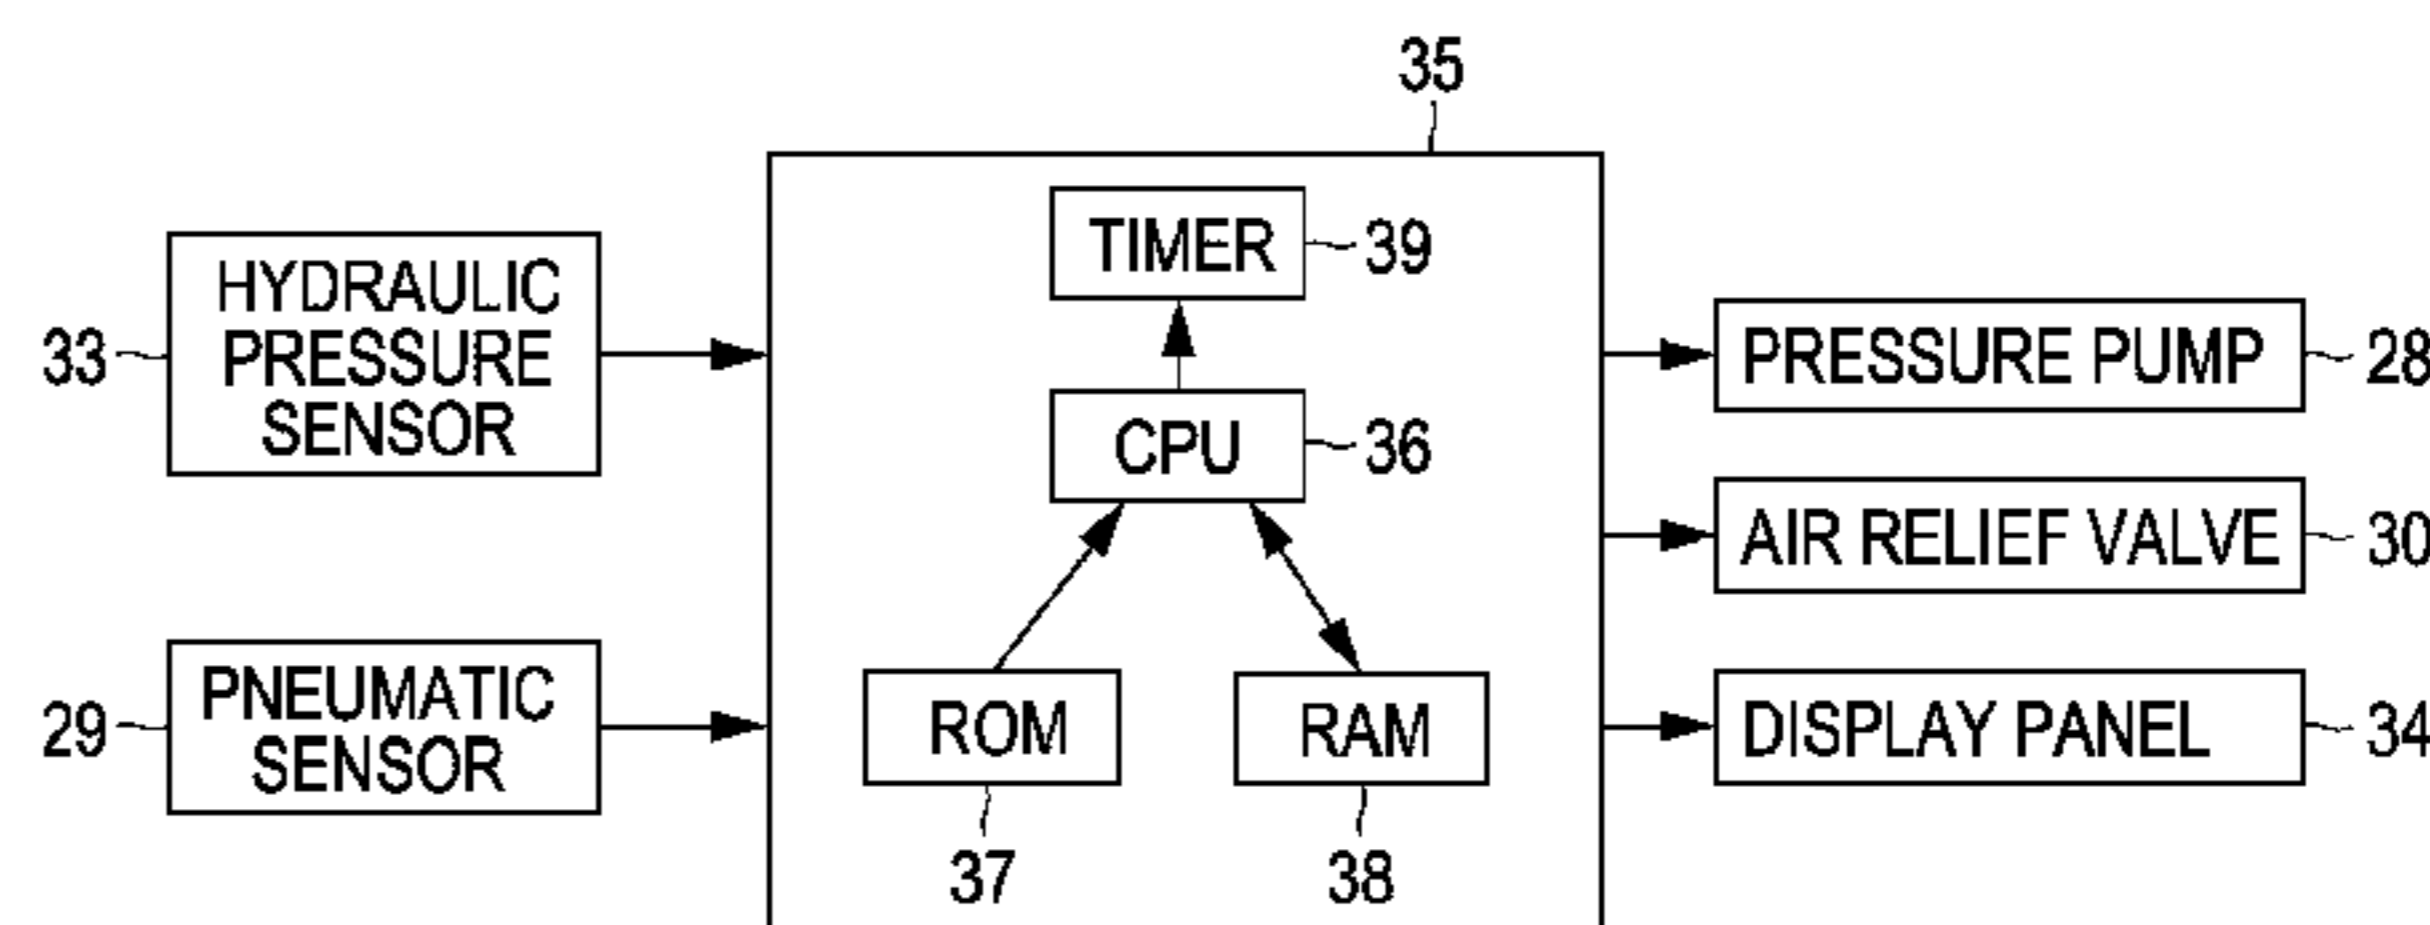 35
TIMER
39
HYDRAULIC
PRESSURE
SENSOR
33
PRESSURE PUMP
28
CPU
36
AIR RELIEF VALVE
30
PNEUMATIC
SENSOR
29
ROM
RAM
DISPLAY PANEL
34
37
38